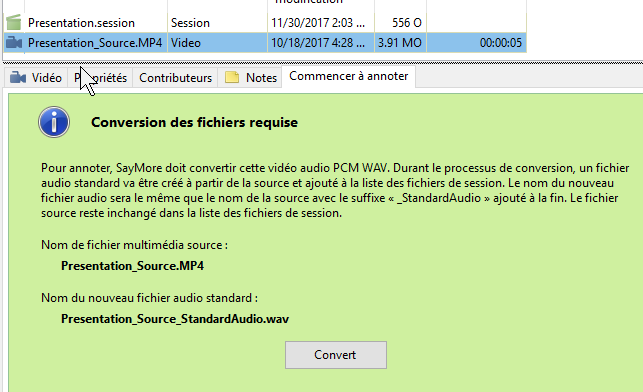 modification
Presentation.session Session 11/30/2017 2:03 ... 556 O
Presentation_Source.MP4 Video 10/18/2017 4:28 ... 3.91 MO 00:00:05
Vidéo Propriétés Contributeurs Notes Commencer à annoter
Conversion des fichiers requise
Pour annoter, SayMore doit convertir cette vidéo audio PCM WAV. Durant le processus de conversion, un fichier
audio standard va être créé à partir de la source et ajouté à la liste des fichiers de session. Le nom du nouveau
fichier audio sera le même que le nom de la source avec le suffixe « _StandardAudio » ajouté à la fin. Le fichier
source reste inchangé dans la liste des fichiers de session.
Nom de fichier multimédia source :
Presentation_Source.MP4
Nom du nouveau fichier audio standard :
Presentation_Source_StandardAudio.wav
Convert